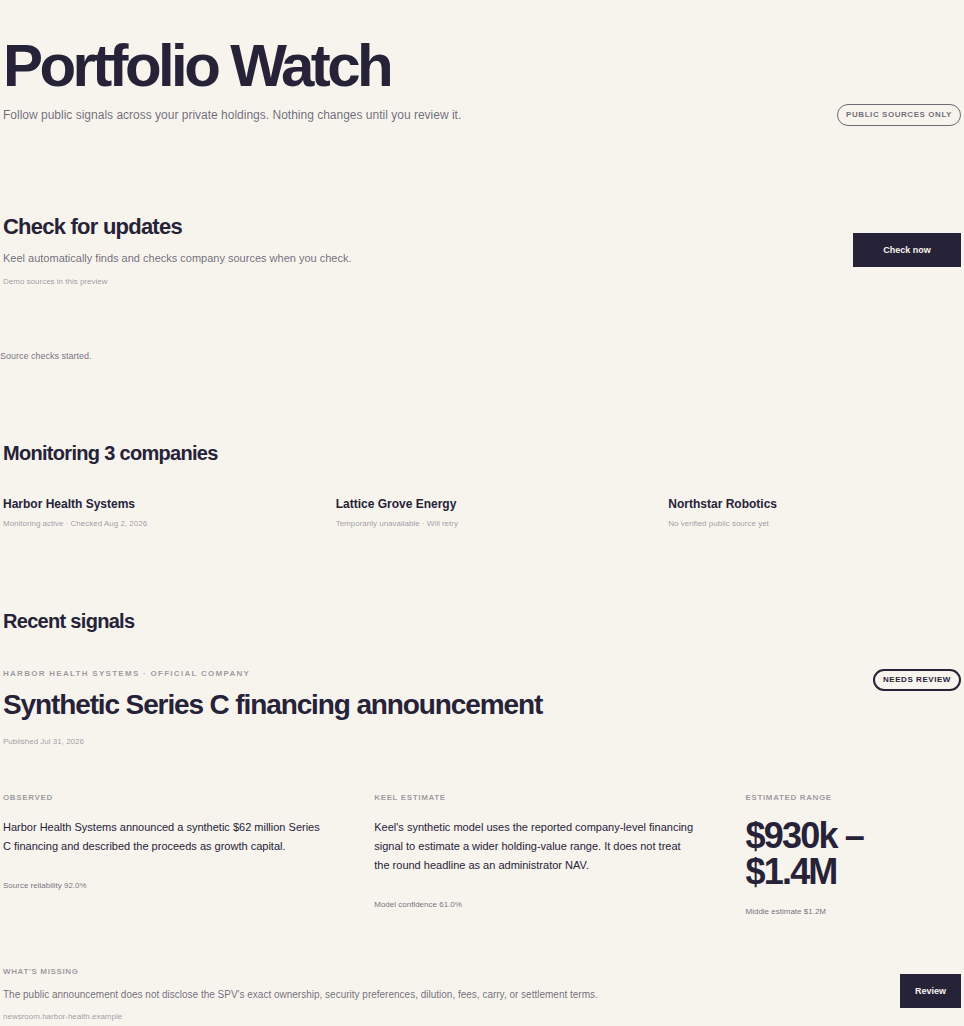 Portfolio Watch
Follow public signals across your private holdings. Nothing changes until you review it.
PUBLIC SOURCES ONLY
Check for updates
Keel automatically finds and checks company sources when you check.
Demo sources in this preview
Check now
Source checks started.
Monitoring 3 companies
Harbor Health Systems
Monitoring active · Checked Aug 2, 2026
Lattice Grove Energy
Temporarily unavailable · Will retry
Northstar Robotics
No verified public source yet
Recent signals
HARBOR HEALTH SYSTEMS · OFFICIAL COMPANY
NEEDS REVIEW
Synthetic Series C financing announcement
Published Jul 31, 2026
OBSERVED
Harbor Health Systems announced a synthetic $62 million Series
C financing and described the proceeds as growth capital.
Source reliability 92.0%
KEEL ESTIMATE
Keel's synthetic model uses the reported company-level financing
signal to estimate a wider holding-value range. It does not treat
the round headline as an administrator NAV.
Model confidence 61.0%
ESTIMATED RANGE
$930k –
$1.4M
Middle estimate $1.2M
WHAT'S MISSING
The public announcement does not disclose the SPV's exact ownership, security preferences, dilution, fees, carry, or settlement terms.
newsroom.harbor-health.example
Review